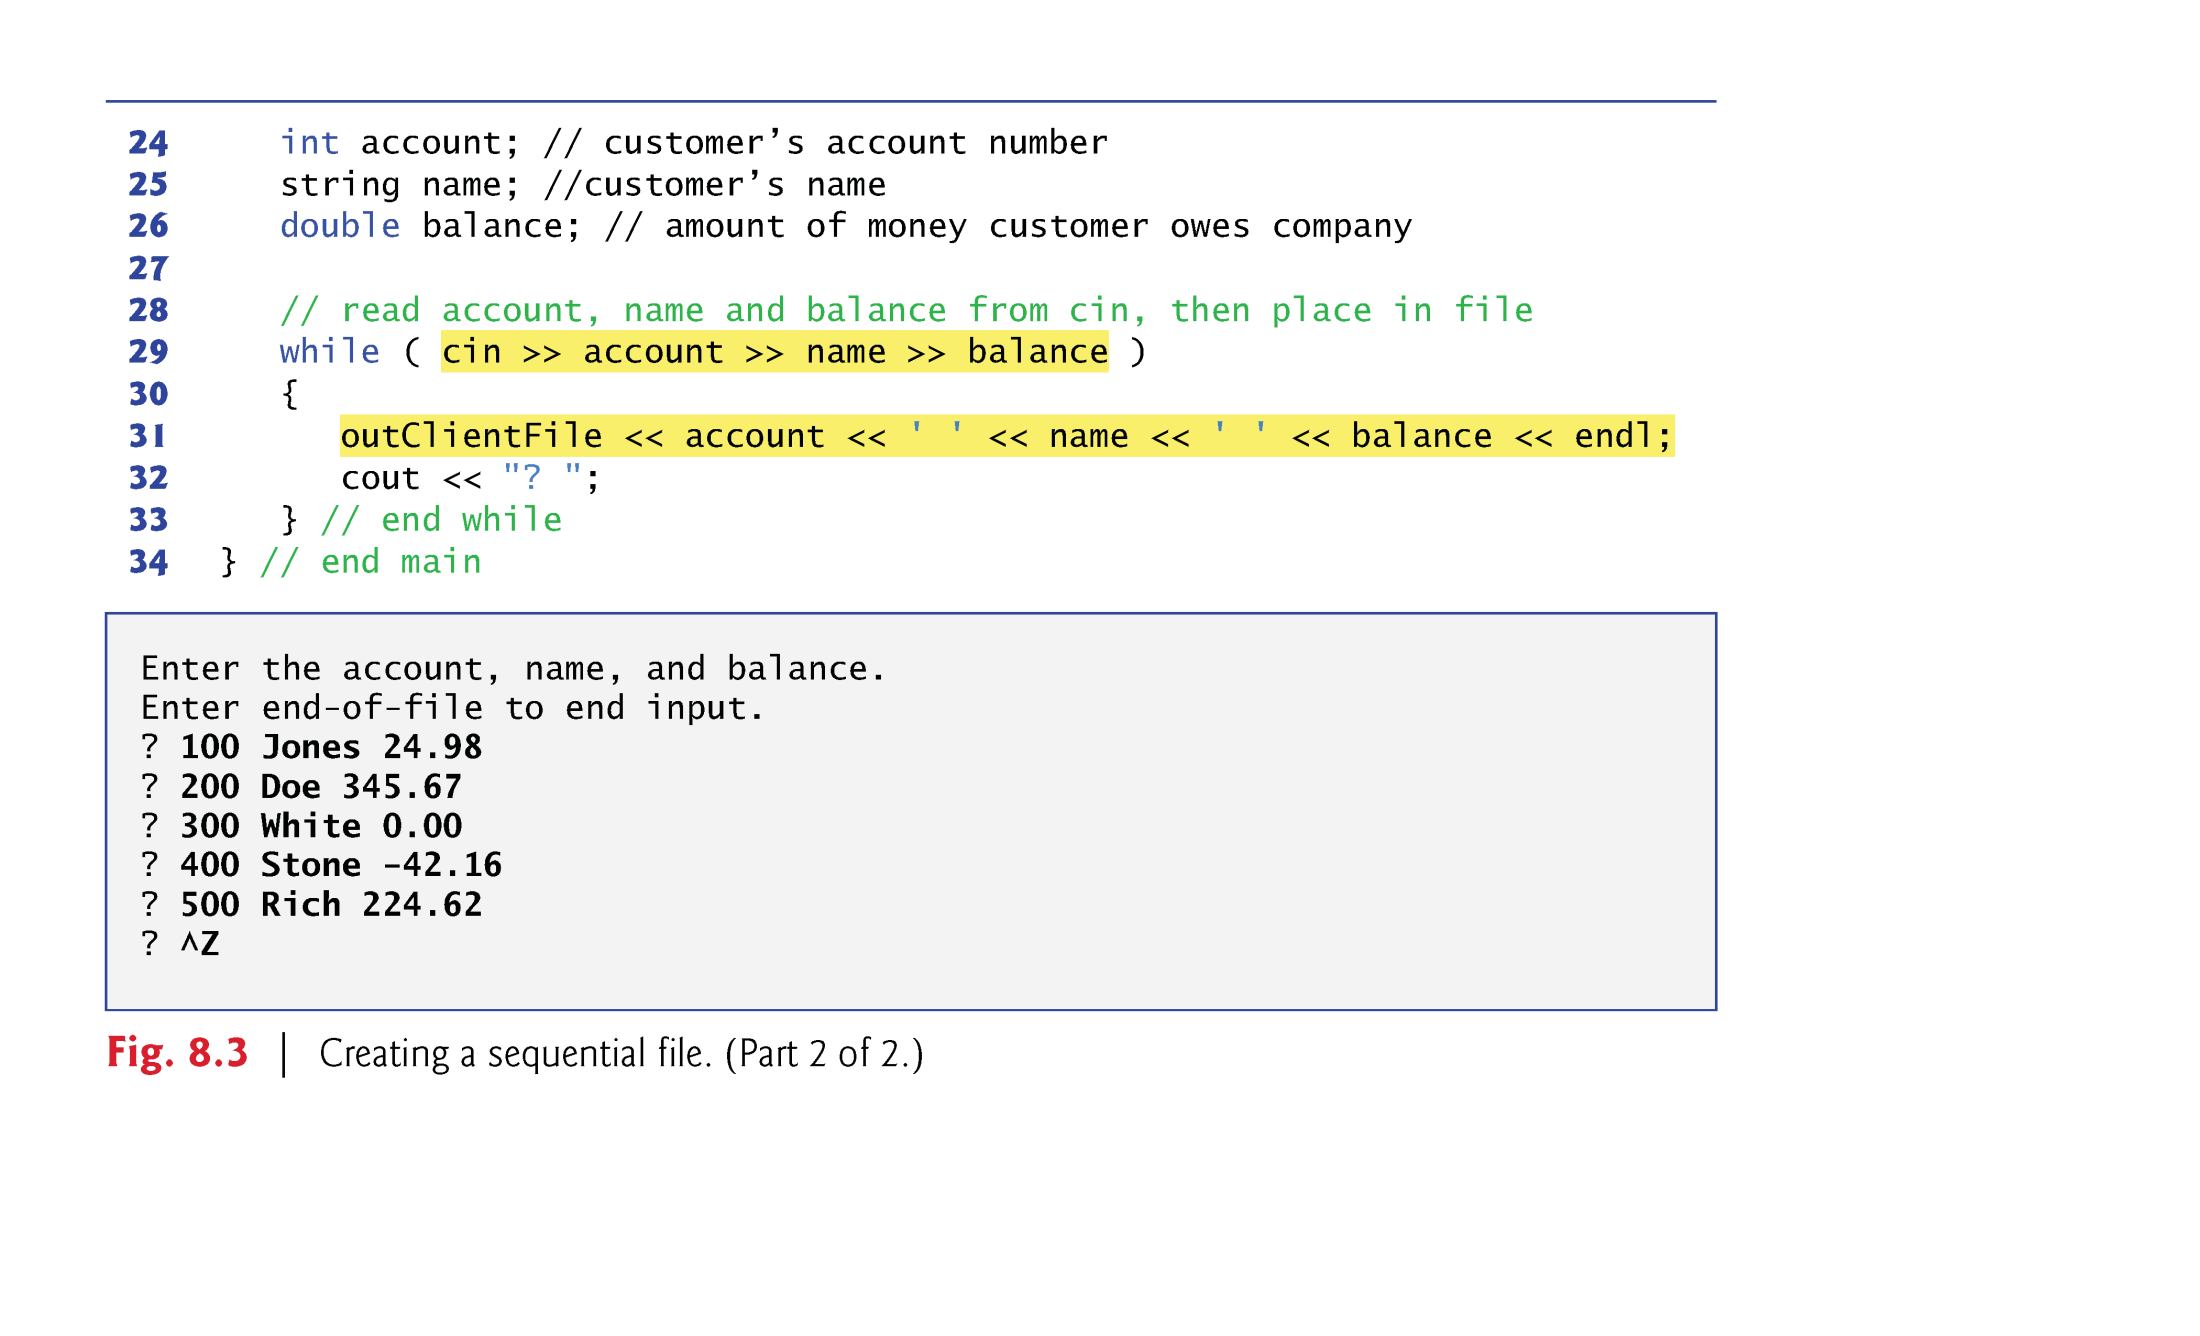 24 int account; // customer’s account number
25 string name; //customer’s name
26 double balance; // amount of money customer owes company
27
28 // read account, name and balance from cin, then place in file
29 while ( cin >> account >> name >> balance )
30 {
31 outClientFile << account << ' ' << name << ' ' << balance << endl;
32 cout << "? ";
33 } // end while
34 } // end main
Enter the account, name, and balance.
Enter end-of-file to end input.
? 100 Jones 24.98
? 200 Doe 345.67
? 300 White 0.00
? 400 Stone -42.16
? 500 Rich 224.62
? ^Z
Fig. 8.3 | Creating a sequential file. (Part 2 of 2.)